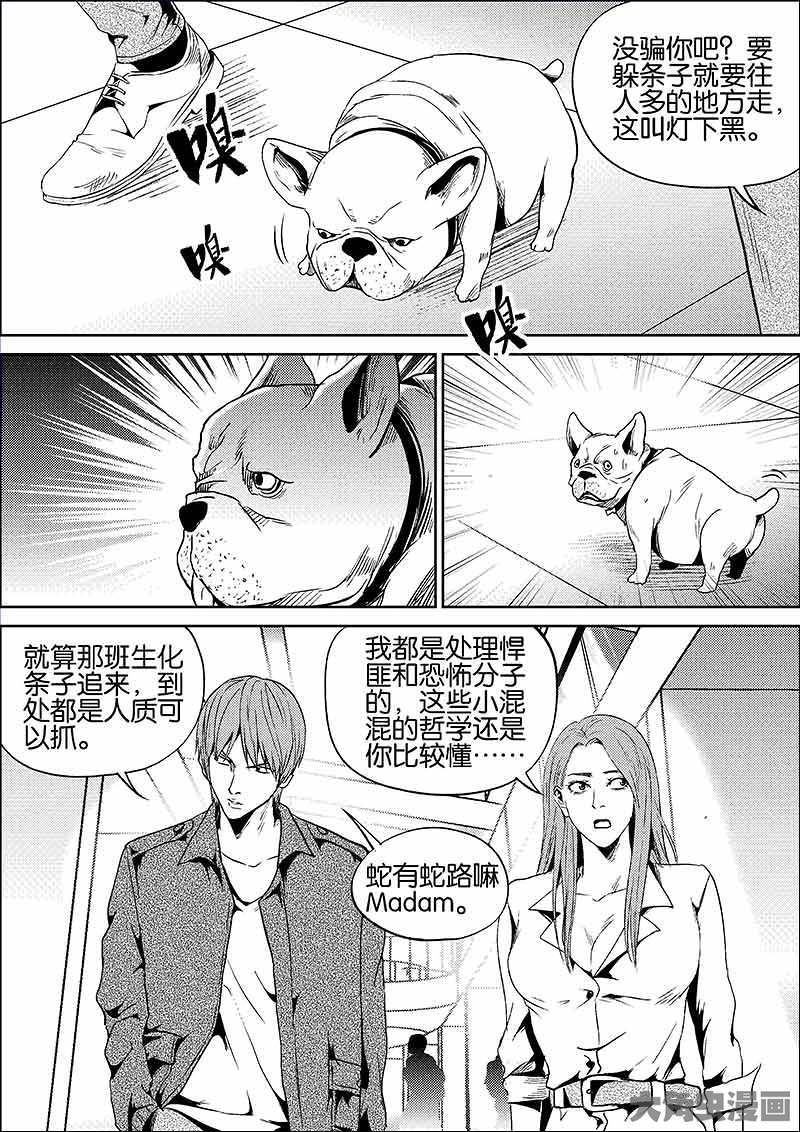 没骗你吧？要
躲条子就要往
人多的地方走，
这叫灯下黑。
嗅
嗅
嗅
就算那班生化
条子追来，到
处都是人质可
以抓。
我都是处理悍
匪和恐怖分子
的，这些小混
混的哲学还是
你比较懂……
蛇有蛇路嘛
Madam。
大角虫漫画